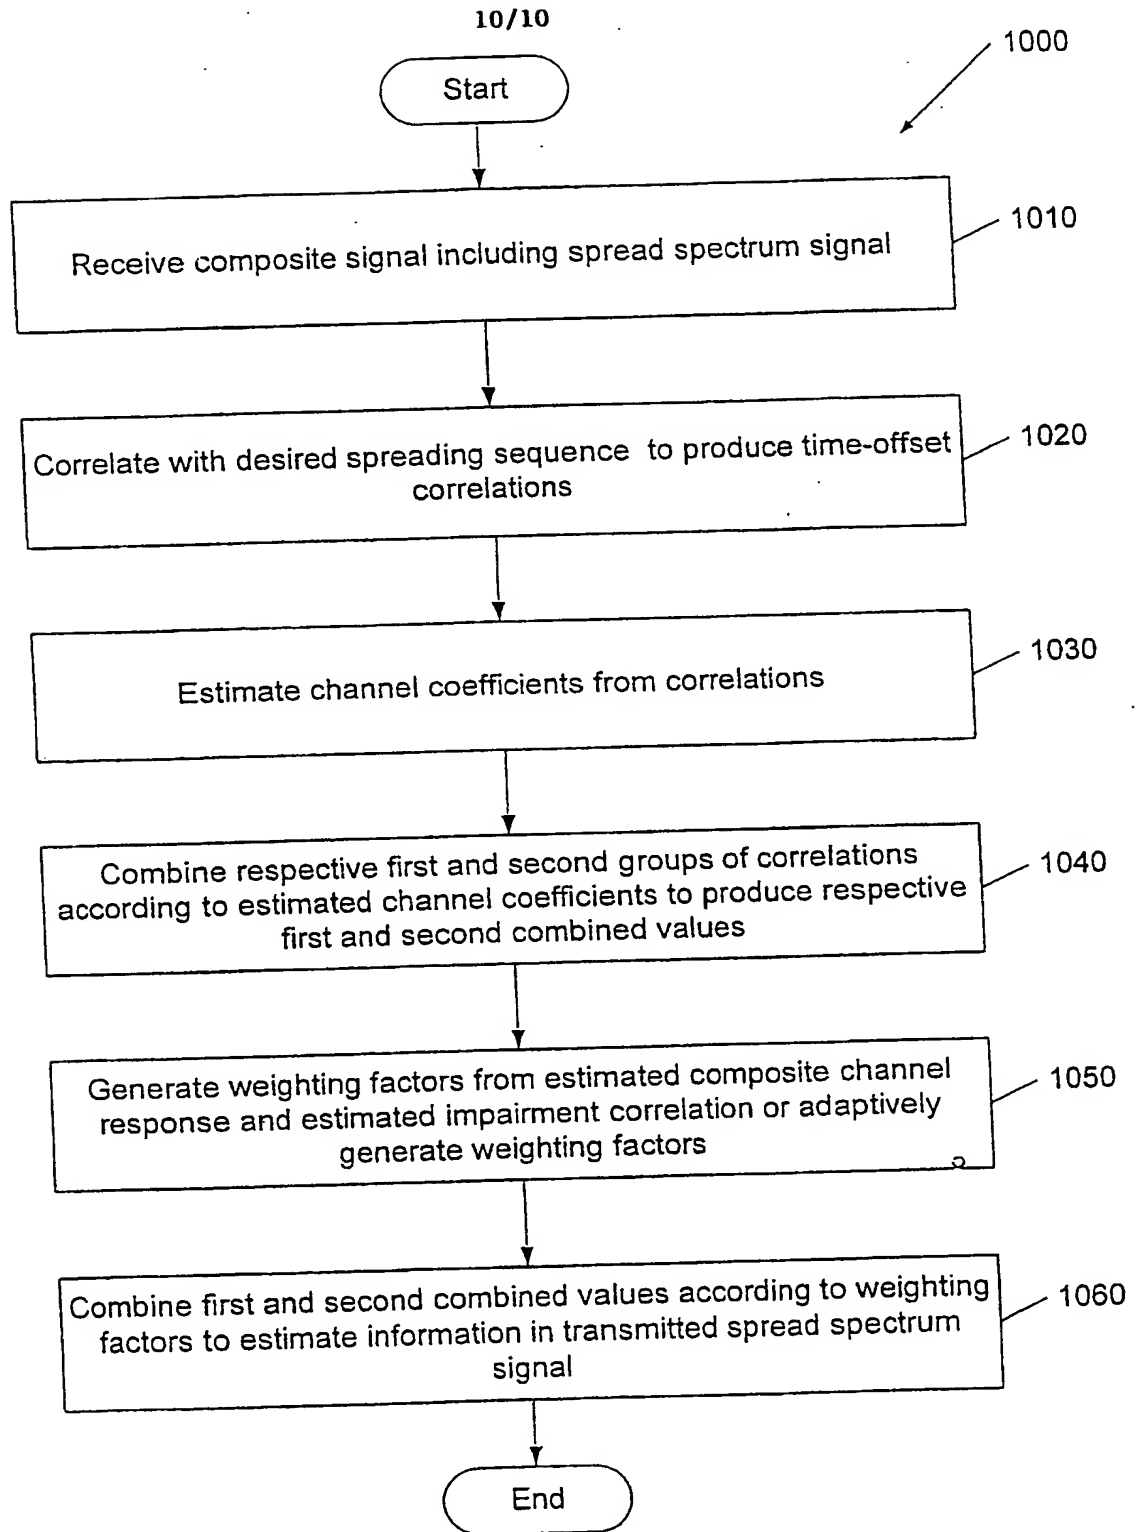 10/10
1000
Start
Receive composite signal including spread spectrum signal
1010
Correlate with desired spreading sequence to produce time-offset
correlations
1020
Estimate channel coefficients from correlations
1030
Combine respective first and second groups of correlations
according to estimated channel coefficients to produce respective
first and second combined values
1040
Generate weighting factors from estimated composite channel
response and estimated impairment correlation or adaptively
generate weighting factors
1050
Combine first and second combined values according to weighting
factors to estimate information in transmitted spread spectrum
signal
1060
End